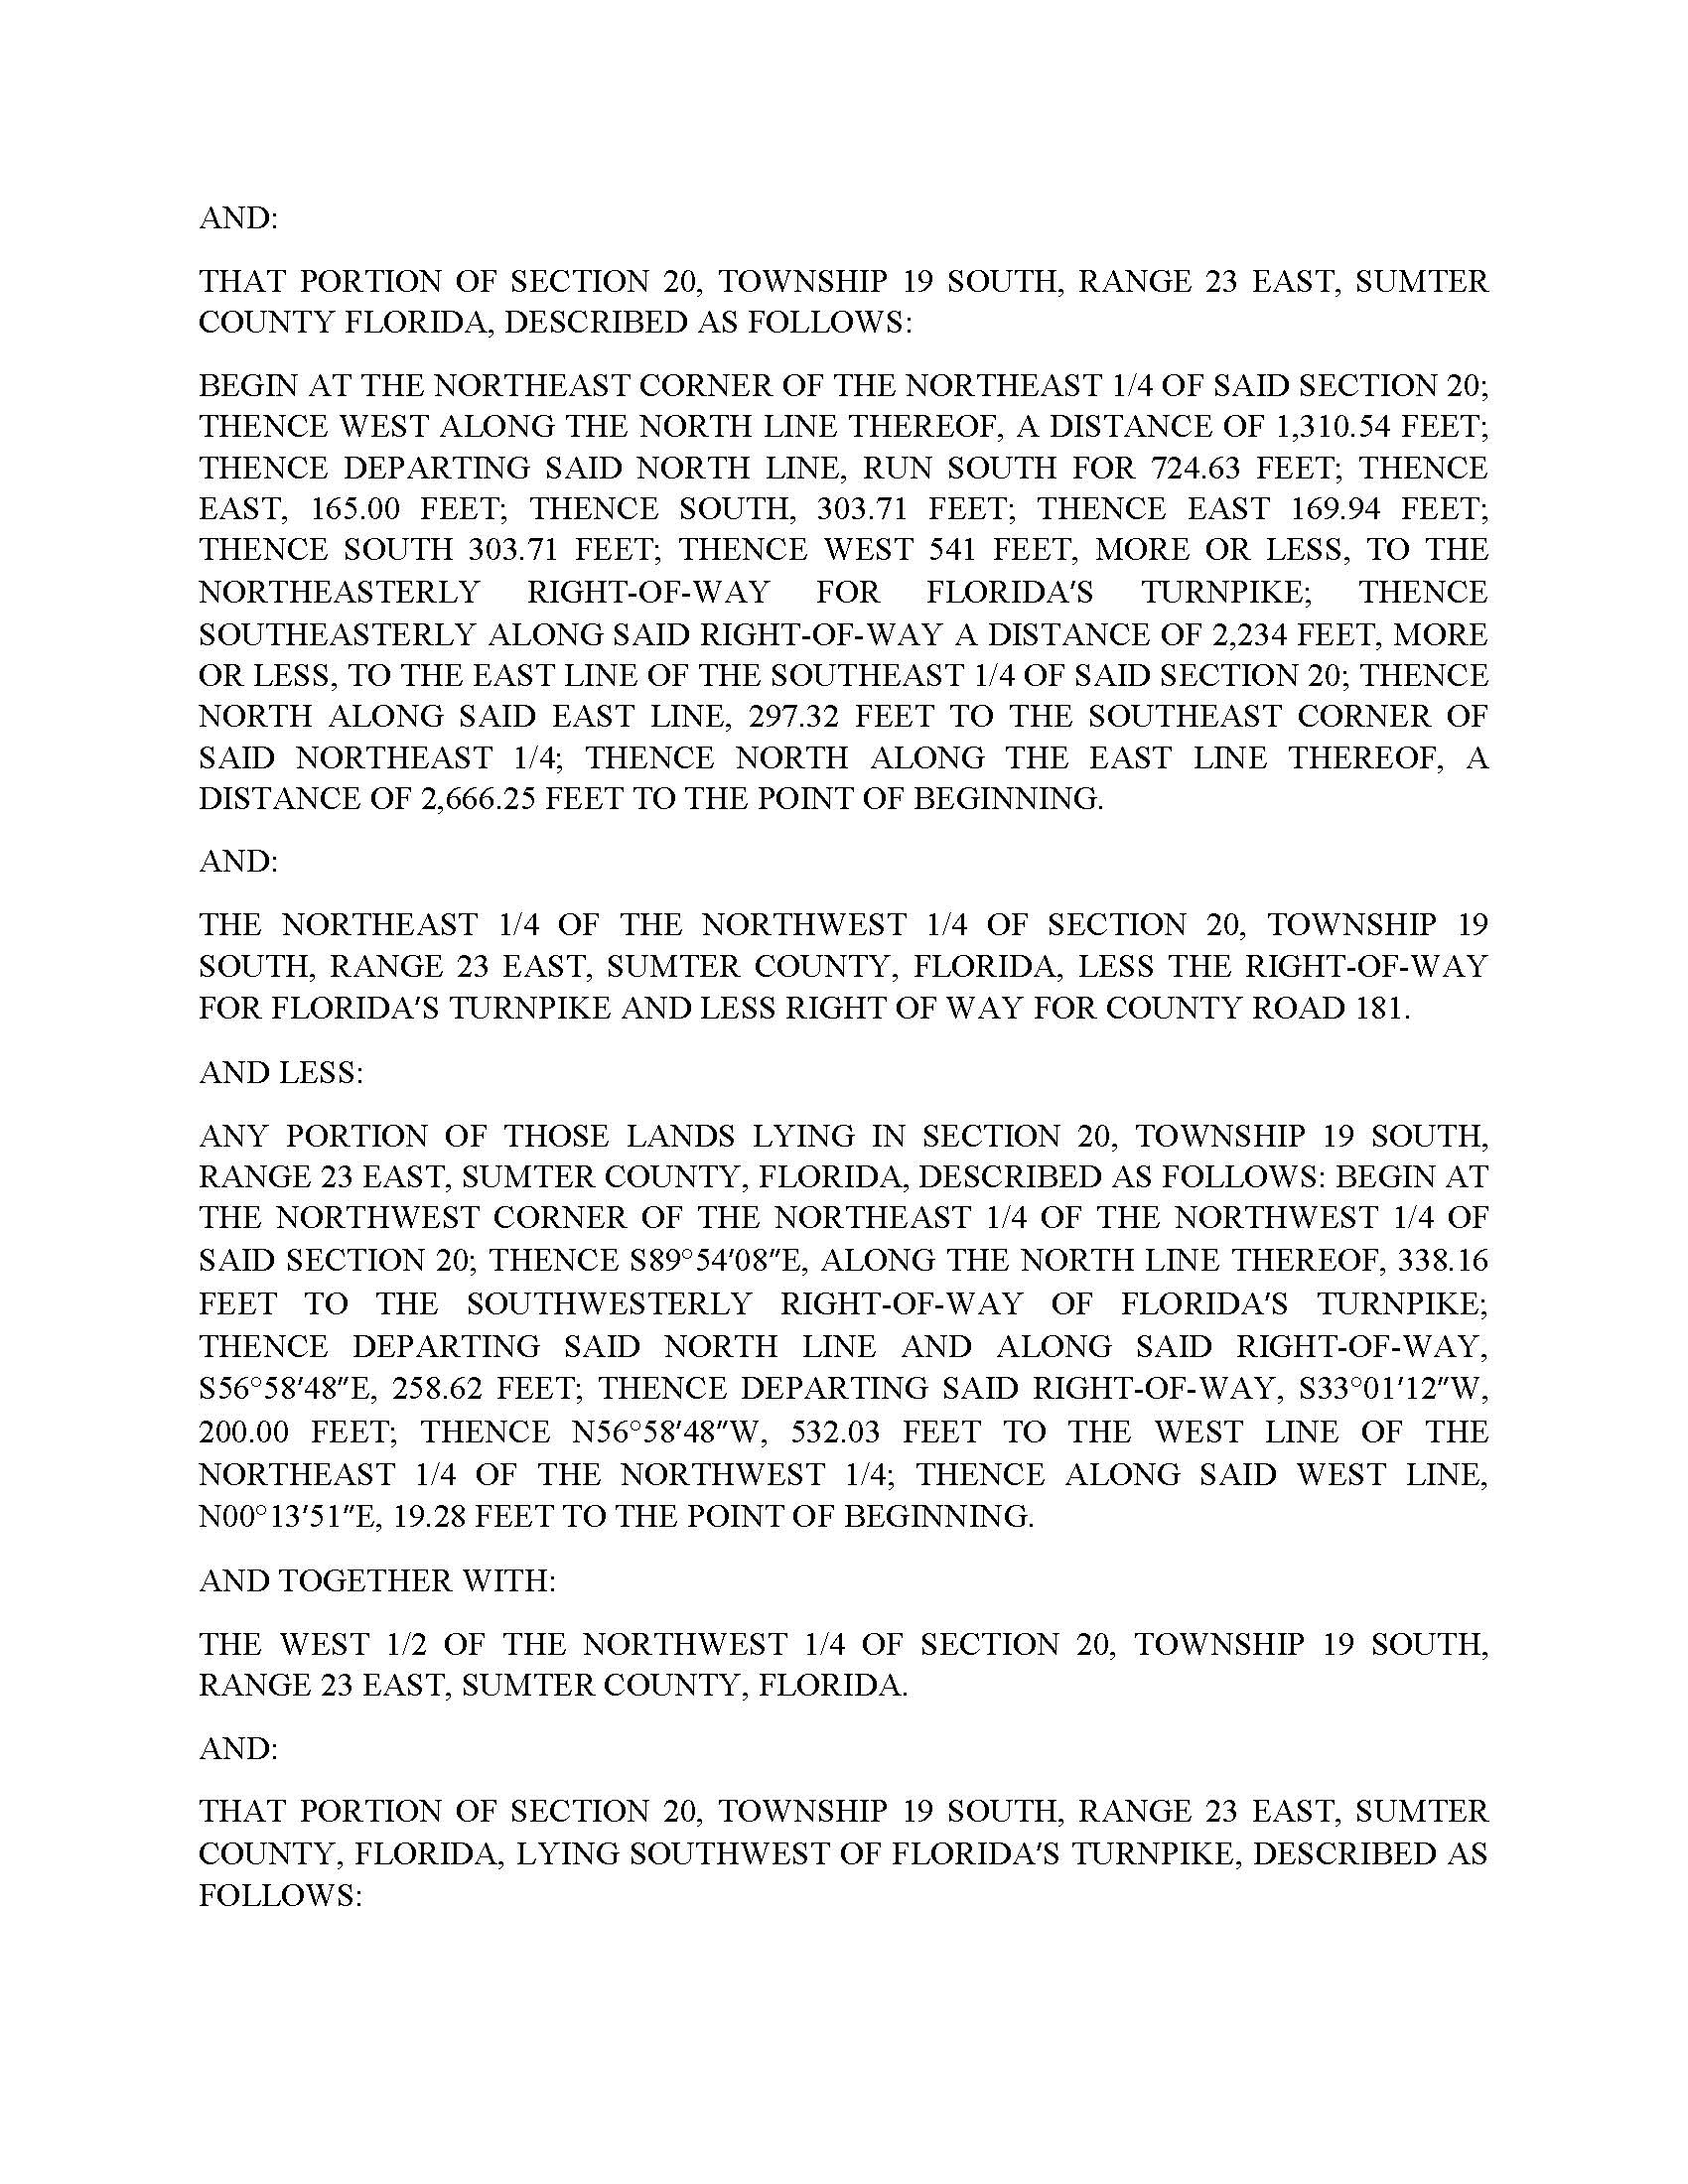 AND:
THAT PORTION OF SECTION 20, TOWNSHIP 19 SOUTH, RANGE 23 EAST, SUMTER
COUNTY FLORIDA, DESCRIBED AS FOLLOWS:
BEGIN AT THE NORTHEAST CORNER OF THE NORTHEAST 1/4 OF SAID SECTION 20;
THENCE WEST ALONG THE NORTH LINE THEREOF, A DISTANCE OF 1,310.54 FEET;
THENCE DEPARTING SAID NORTH LINE, RUN SOUTH FOR 724.63 FEET; THENCE
EAST, 165.00 FEET; THENCE SOUTH, 303.71 FEET; THENCE EAST 169.94 FEET;
THENCE SOUTH 303.71 FEET; THENCE WEST 541 FEET, MORE OR LESS, TO THE
NORTHEASTERLY RIGHT-OF-WAY FOR FLORIDA'S TURNPIKE; THENCE
SOUTHEASTERLY ALONG SAID RIGHT-OF-WAY A DISTANCE OF 2,234 FEET, MORE
OR LESS, TO THE EAST LINE OF THE SOUTHEAST 1/4 OF SAID SECTION 20; THENCE
NORTH ALONG SAID EAST LINE, 297.32 FEET TO THE SOUTHEAST CORNER OF
SAID NORTHEAST 1/4; THENCE NORTH ALONG THE EAST LINE THEREOF, A
DISTANCE OF 2,666.25 FEET TO THE POINT OF BEGINNING.
AND:
THE NORTHEAST 1/4 OF THE NORTHWEST 1/4 OF SECTION 20, TOWNSHIP 19
SOUTH, RANGE 23 EAST, SUMTER COUNTY, FLORIDA, LESS THE RIGHT-OF-WAY
FOR FLORIDA'S TURNPIKE AND LESS RIGHT OF WAY FOR COUNTY ROAD 181.
AND LESS:
ANY PORTION OF THOSE LANDS LYING IN SECTION 20, TOWNSHIP 19 SOUTH,
RANGE 23 EAST, SUMTER COUNTY, FLORIDA, DESCRIBED AS FOLLOWS: BEGIN AT
THE NORTHWEST CORNER OF THE NORTHEAST 1/4 OF THE NORTHWEST 1/4 OF
SAID SECTION 20; THENCE S89°54'08"E, ALONG THE NORTH LINE THEREOF, 338.16
FEET TO THE SOUTHWESTERLY RIGHT-OF-WAY OF FLORIDA'S TURNPIKE;
THENCE DEPARTING SAID NORTH LINE AND ALONG SAID RIGHT-OF-WAY,
S56°58'48"E, 258.62 FEET; THENCE DEPARTING SAID RIGHT-OF-WAY, S33°01'12"W,
200.00 FEET; THENCE N56°58'48"W, 532.03 FEET TO THE WEST LINE OF THE
NORTHEAST 1/4 OF THE NORTHWEST 1/4; THENCE ALONG SAID WEST LINE,
N00°13'51"E, 19.28 FEET TO THE POINT OF BEGINNING.
AND TOGETHER WITH:
THE WEST 1/2 OF THE NORTHWEST 1/4 OF SECTION 20, TOWNSHIP 19 SOUTH,
RANGE 23 EAST, SUMTER COUNTY, FLORIDA.
AND:
THAT PORTION OF SECTION 20, TOWNSHIP 19 SOUTH, RANGE 23 EAST, SUMTER
COUNTY, FLORIDA, LYING SOUTHWEST OF FLORIDA'S TURNPIKE, DESCRIBED AS
FOLLOWS: